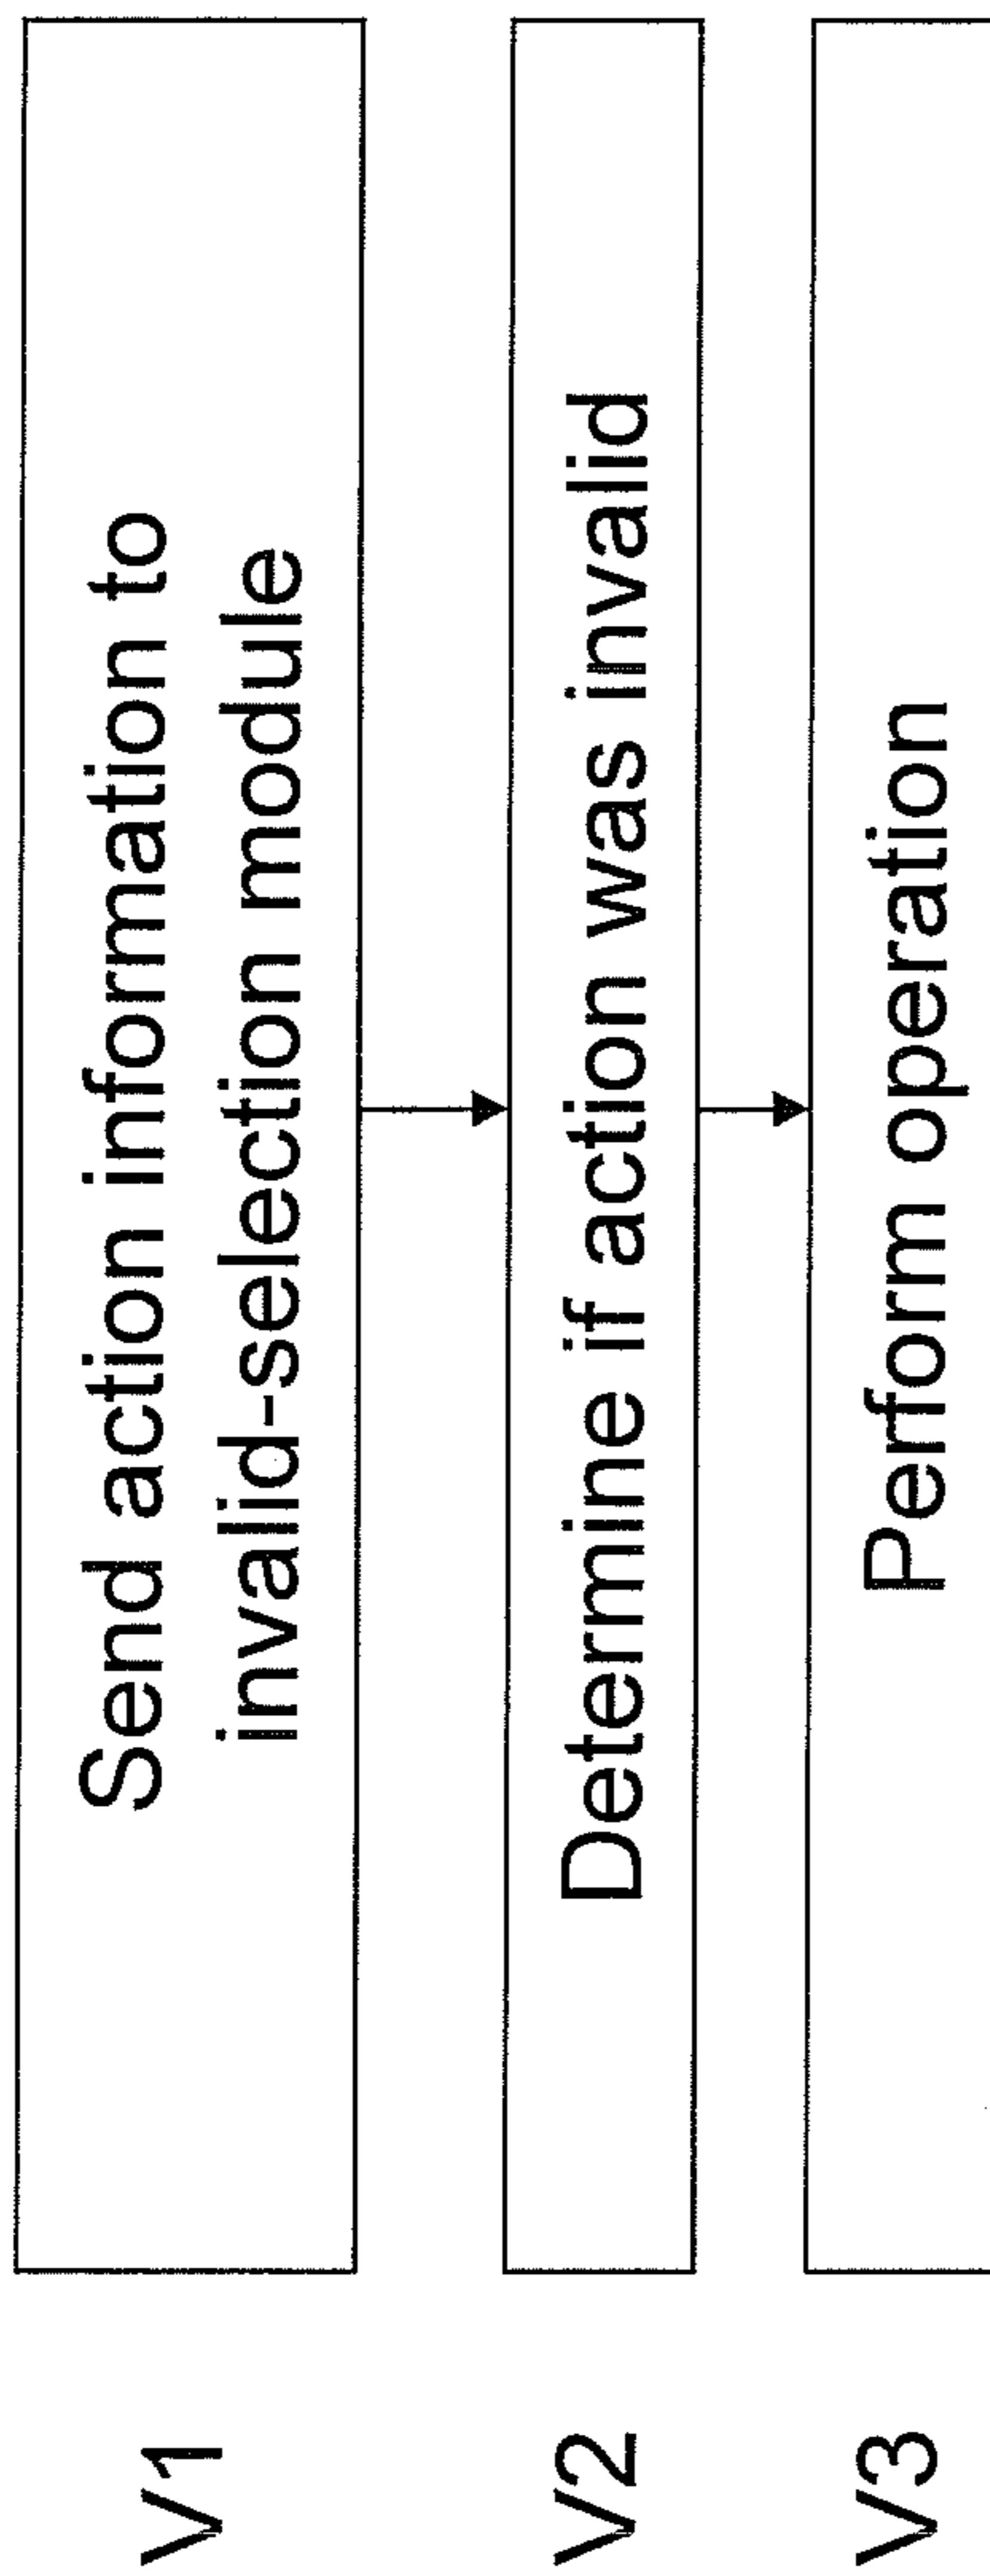 V1
Send action information to
invalid-selection module
V2
Determine if action was invalid
V3
Perform operation